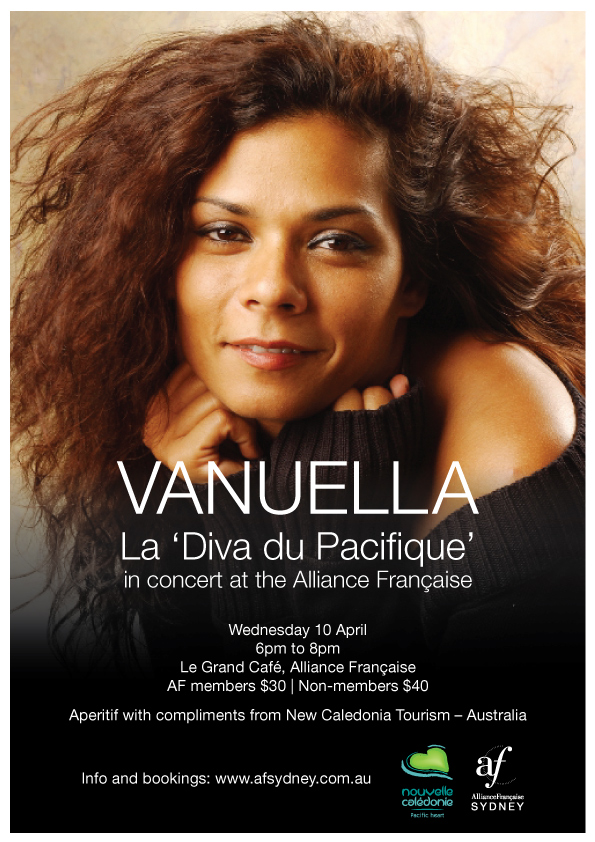 VANUELLA
La ‘Diva du Pacifique’
in concert at the Alliance Française
Wednesday 10 April
6pm to 8pm
Le Grand Café, Alliance Française
AF members $30 | Non-members $40
Aperitif with compliments from New Caledonia Tourism – Australia
Info and bookings: www.afsydney.com.au
nouvelle
calédonie
Pacific heart
af
AllianceFrançaise
SYDNEY